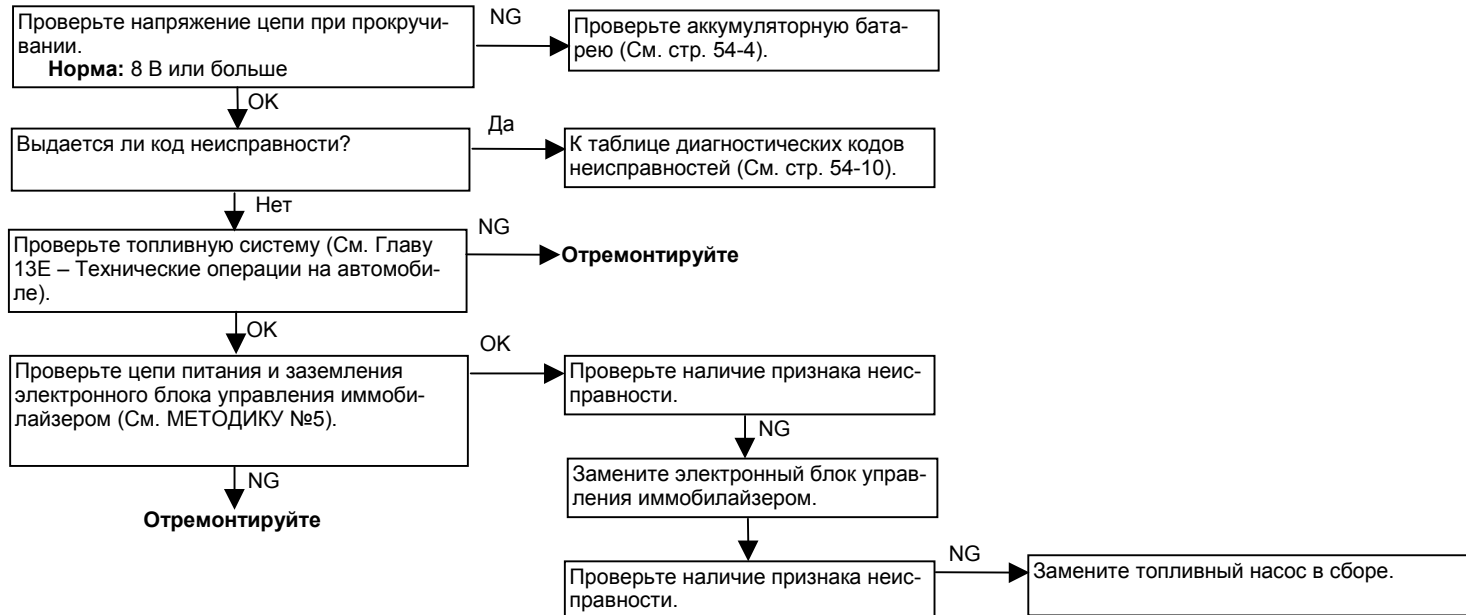 Проверьте напряжение цепи при прокручи-
вании.
Норма: 8 В или больше
NG
Проверьте аккумуляторную бата-
рею (См. стр. 54-4).
OK
Выдается ли код неисправности?
Да
К таблице диагностических кодов
неисправностей (См. стр. 54-10).
Нет
Проверьте топливную систему (См. Главу
13E – Технические операции на автомоби-
ле).
NG
Отремонтируйте
OK
Проверьте цепи питания и заземления
электронного блока управления иммоби-
лайзером (См. МЕТОДИКУ №5).
OK
Проверьте наличие признака неис-
правности.
NG
Отремонтируйте
NG
Замените электронный блок управ-
ления иммобилайзером.
Проверьте наличие признака неис-
правности.
NG
Замените топливный насос в сборе.